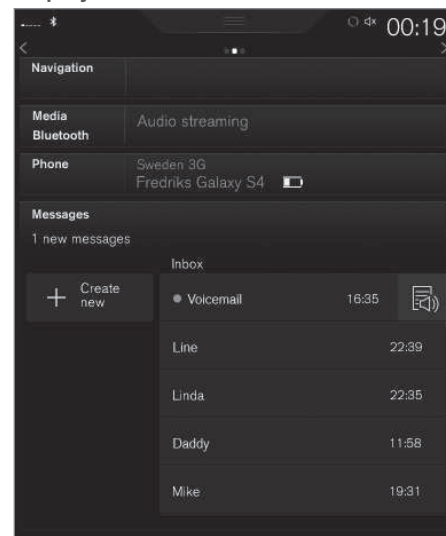 00:19
Navigation
Media
Bluetooth
Audio streaming
Phone
Sweden 3G
Fredriks Galaxy S4
Messages
1 new messages
Inbox
Create
new
Voicemail 16:35
Line 22:39
Linda 22:35
Daddy 11:58
Mike 19:31